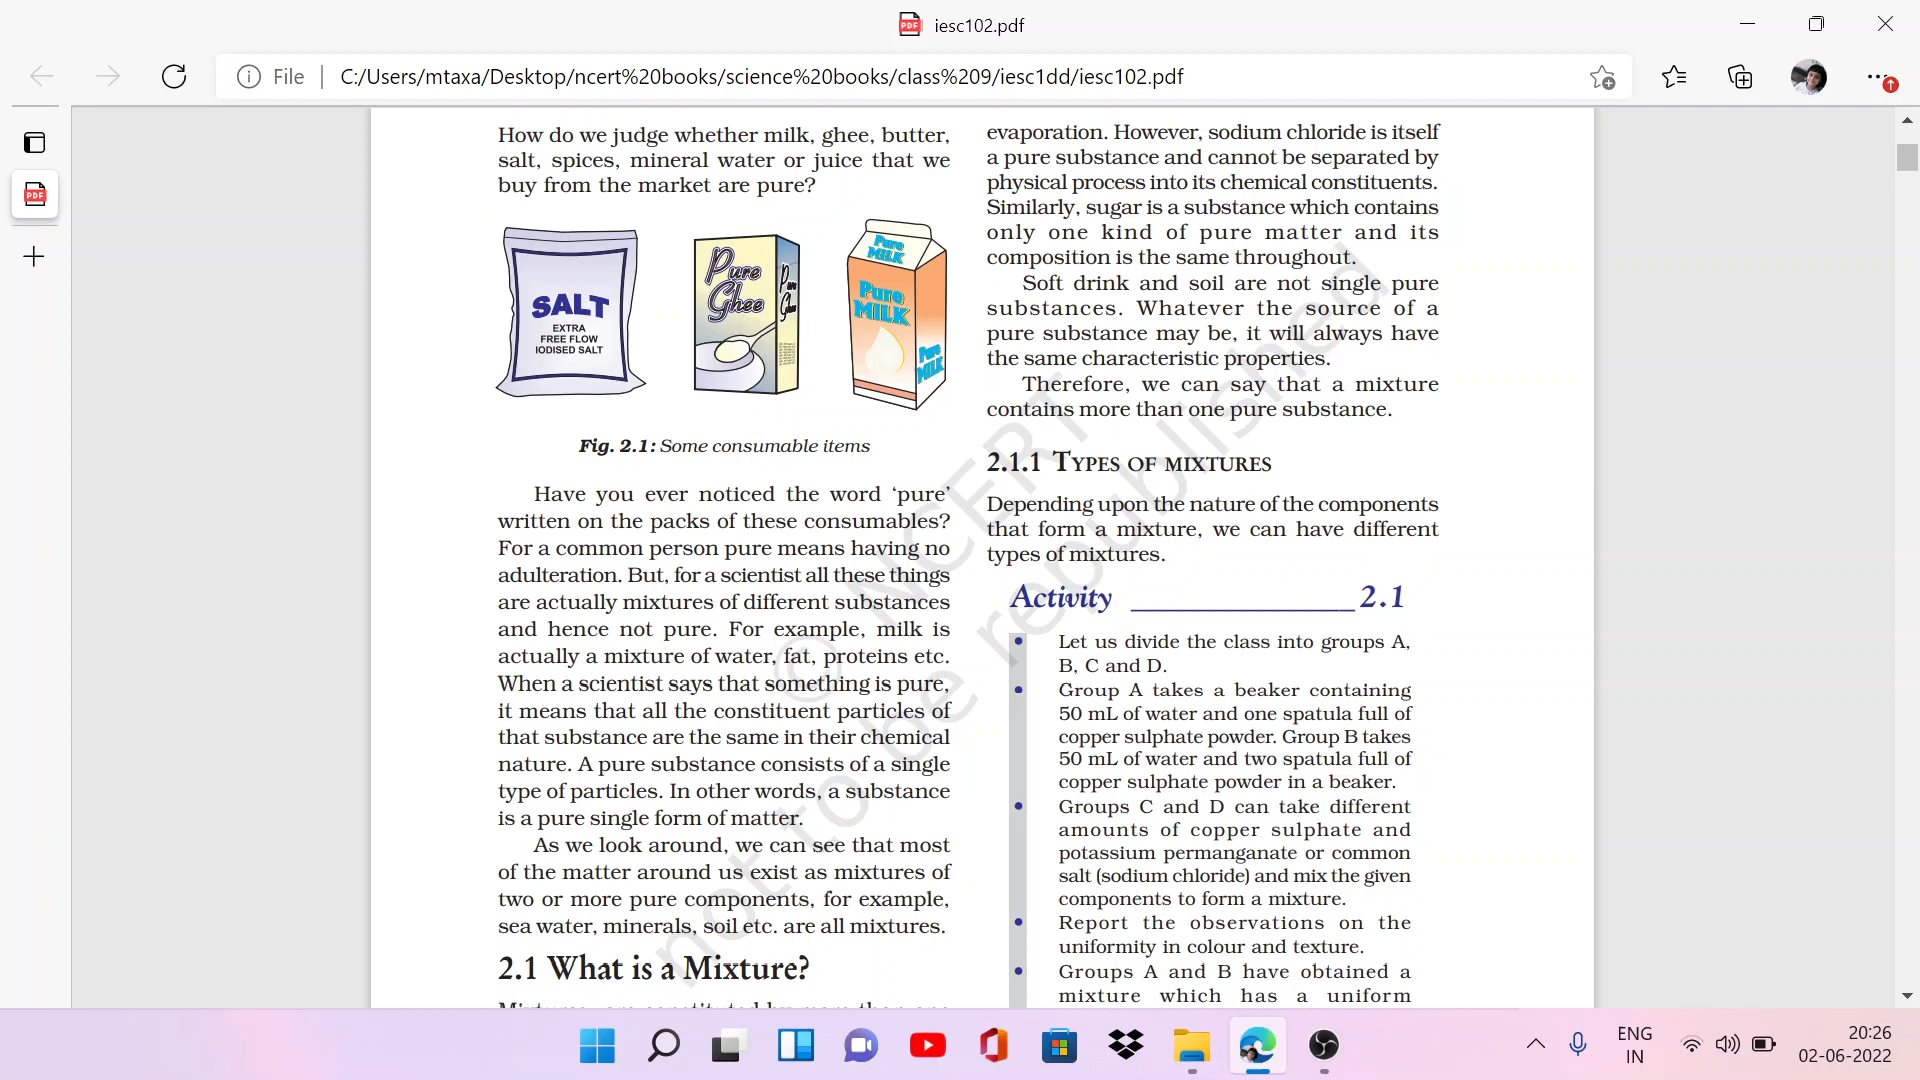 iesc102.pdf
File
C:/Users/mtaxa/Desktop/ncert%20books/science%20books/class%209/iesc1dd/iesc102.pdf
How do we judge whether milk, ghee, butter,
salt, spices, mineral water or juice that we
buy from the market are pure?
SALT
EXTRA
FREE FLOW
IODISED SALT
Pure
Ghee
Pure
Ghee
Pure
MILK
Pure
MILK
Pure
MILK
Fig. 2.1: Some consumable items
Have you ever noticed the word ‘pure’
written on the packs of these consumables?
For a common person pure means having no
adulteration. But, for a scientist all these things
are actually mixtures of different substances
and hence not pure. For example, milk is
actually a mixture of water, fat, proteins etc.
When a scientist says that something is pure,
it means that all the constituent particles of
that substance are the same in their chemical
nature. A pure substance consists of a single
type of particles. In other words, a substance
is a pure single form of matter.
As we look around, we can see that most
of the matter around us exist as mixtures of
two or more pure components, for example,
sea water, minerals, soil etc. are all mixtures.
2.1 What is a Mixture?
evaporation. However, sodium chloride is itself
a pure substance and cannot be separated by
physical process into its chemical constituents.
Similarly, sugar is a substance which contains
only one kind of pure matter and its
composition is the same throughout.
Soft drink and soil are not single pure
substances. Whatever the source of a
pure substance may be, it will always have
the same characteristic properties.
Therefore, we can say that a mixture
contains more than one pure substance.
2.1.1 TYPES OF MIXTURES
Depending upon the nature of the components
that form a mixture, we can have different
types of mixtures.
Activity ________________ 2.1
• Let us divide the class into groups A,
B, C and D.
• Group A takes a beaker containing
50 mL of water and one spatula full of
copper sulphate powder. Group B takes
50 mL of water and two spatula full of
copper sulphate powder in a beaker.
• Groups C and D can take different
amounts of copper sulphate and
potassium permanganate or common
salt (sodium chloride) and mix the given
components to form a mixture.
• Report the observations on the
uniformity in colour and texture.
• Groups A and B have obtained a
mixture which has a uniform
© NCERT
not to be republished
ENG
IN
20:26
02-06-2022